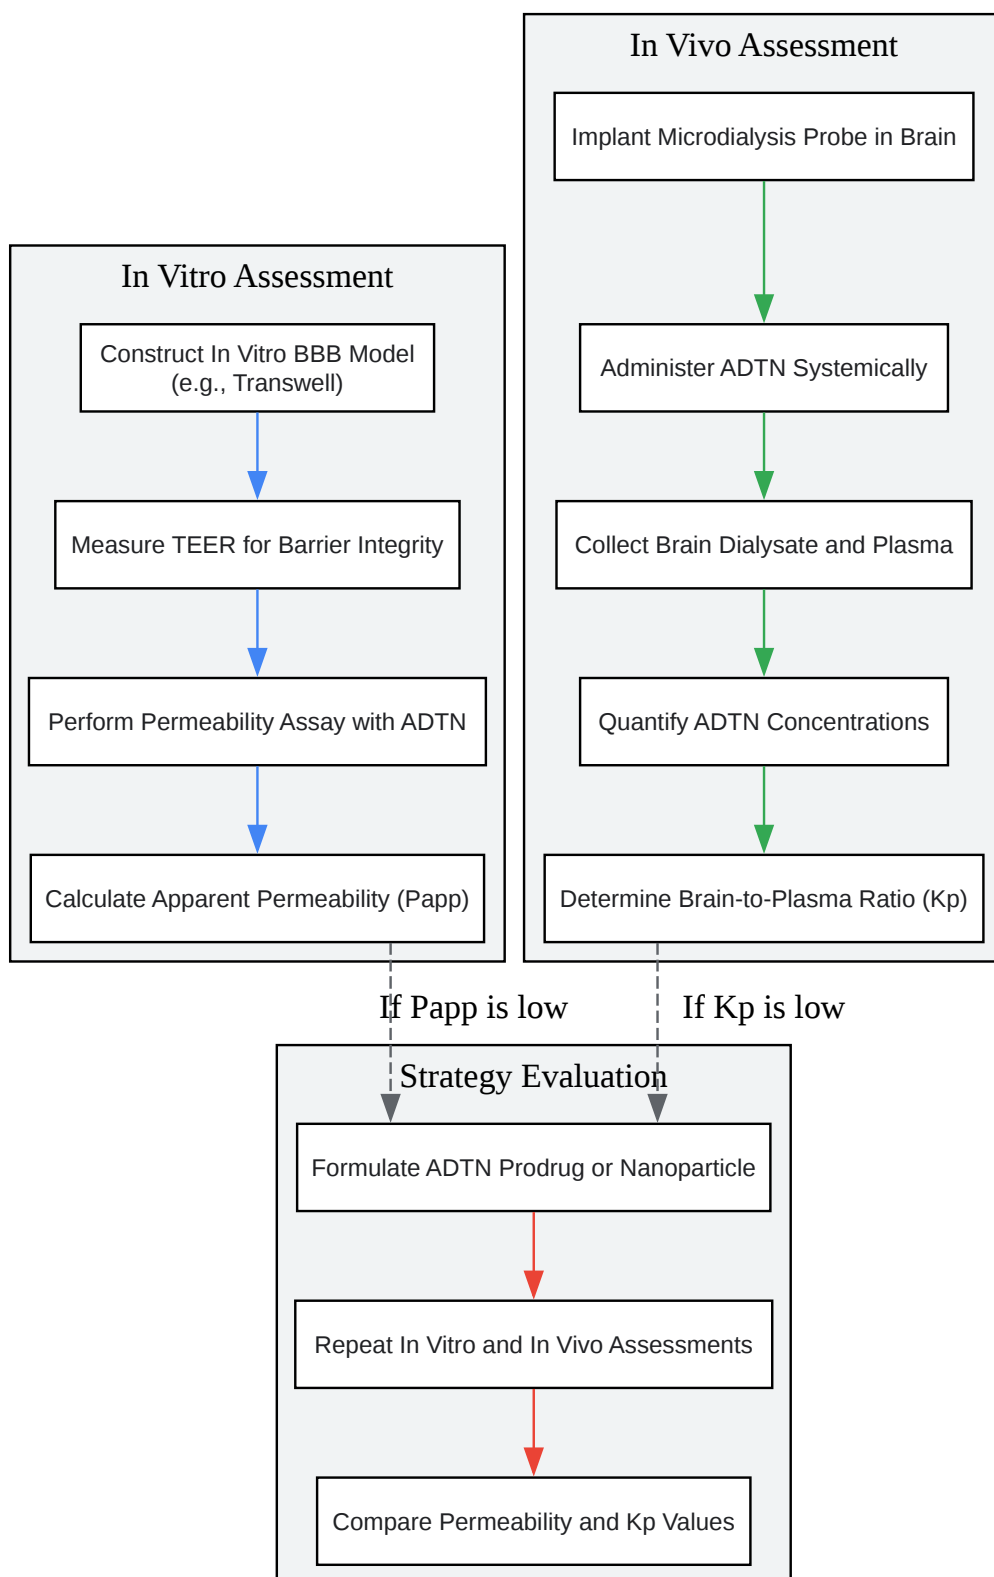 In Vivo Assessment
Implant Microdialysis Probe in Brain
Administer ADTN Systemically
Collect Brain Dialysate and Plasma
Quantify ADTN Concentrations
Determine Brain-to-Plasma Ratio (Kp)
In Vitro Assessment
Construct In Vitro BBB Model
(e.g., Transwell)
Measure TEER for Barrier Integrity
Perform Permeability Assay with ADTN
Calculate Apparent Permeability (Papp)
If Papp is low
If Kp is low
Strategy Evaluation
Formulate ADTN Prodrug or Nanoparticle
Repeat In Vitro and In Vivo Assessments
Compare Permeability and Kp Values